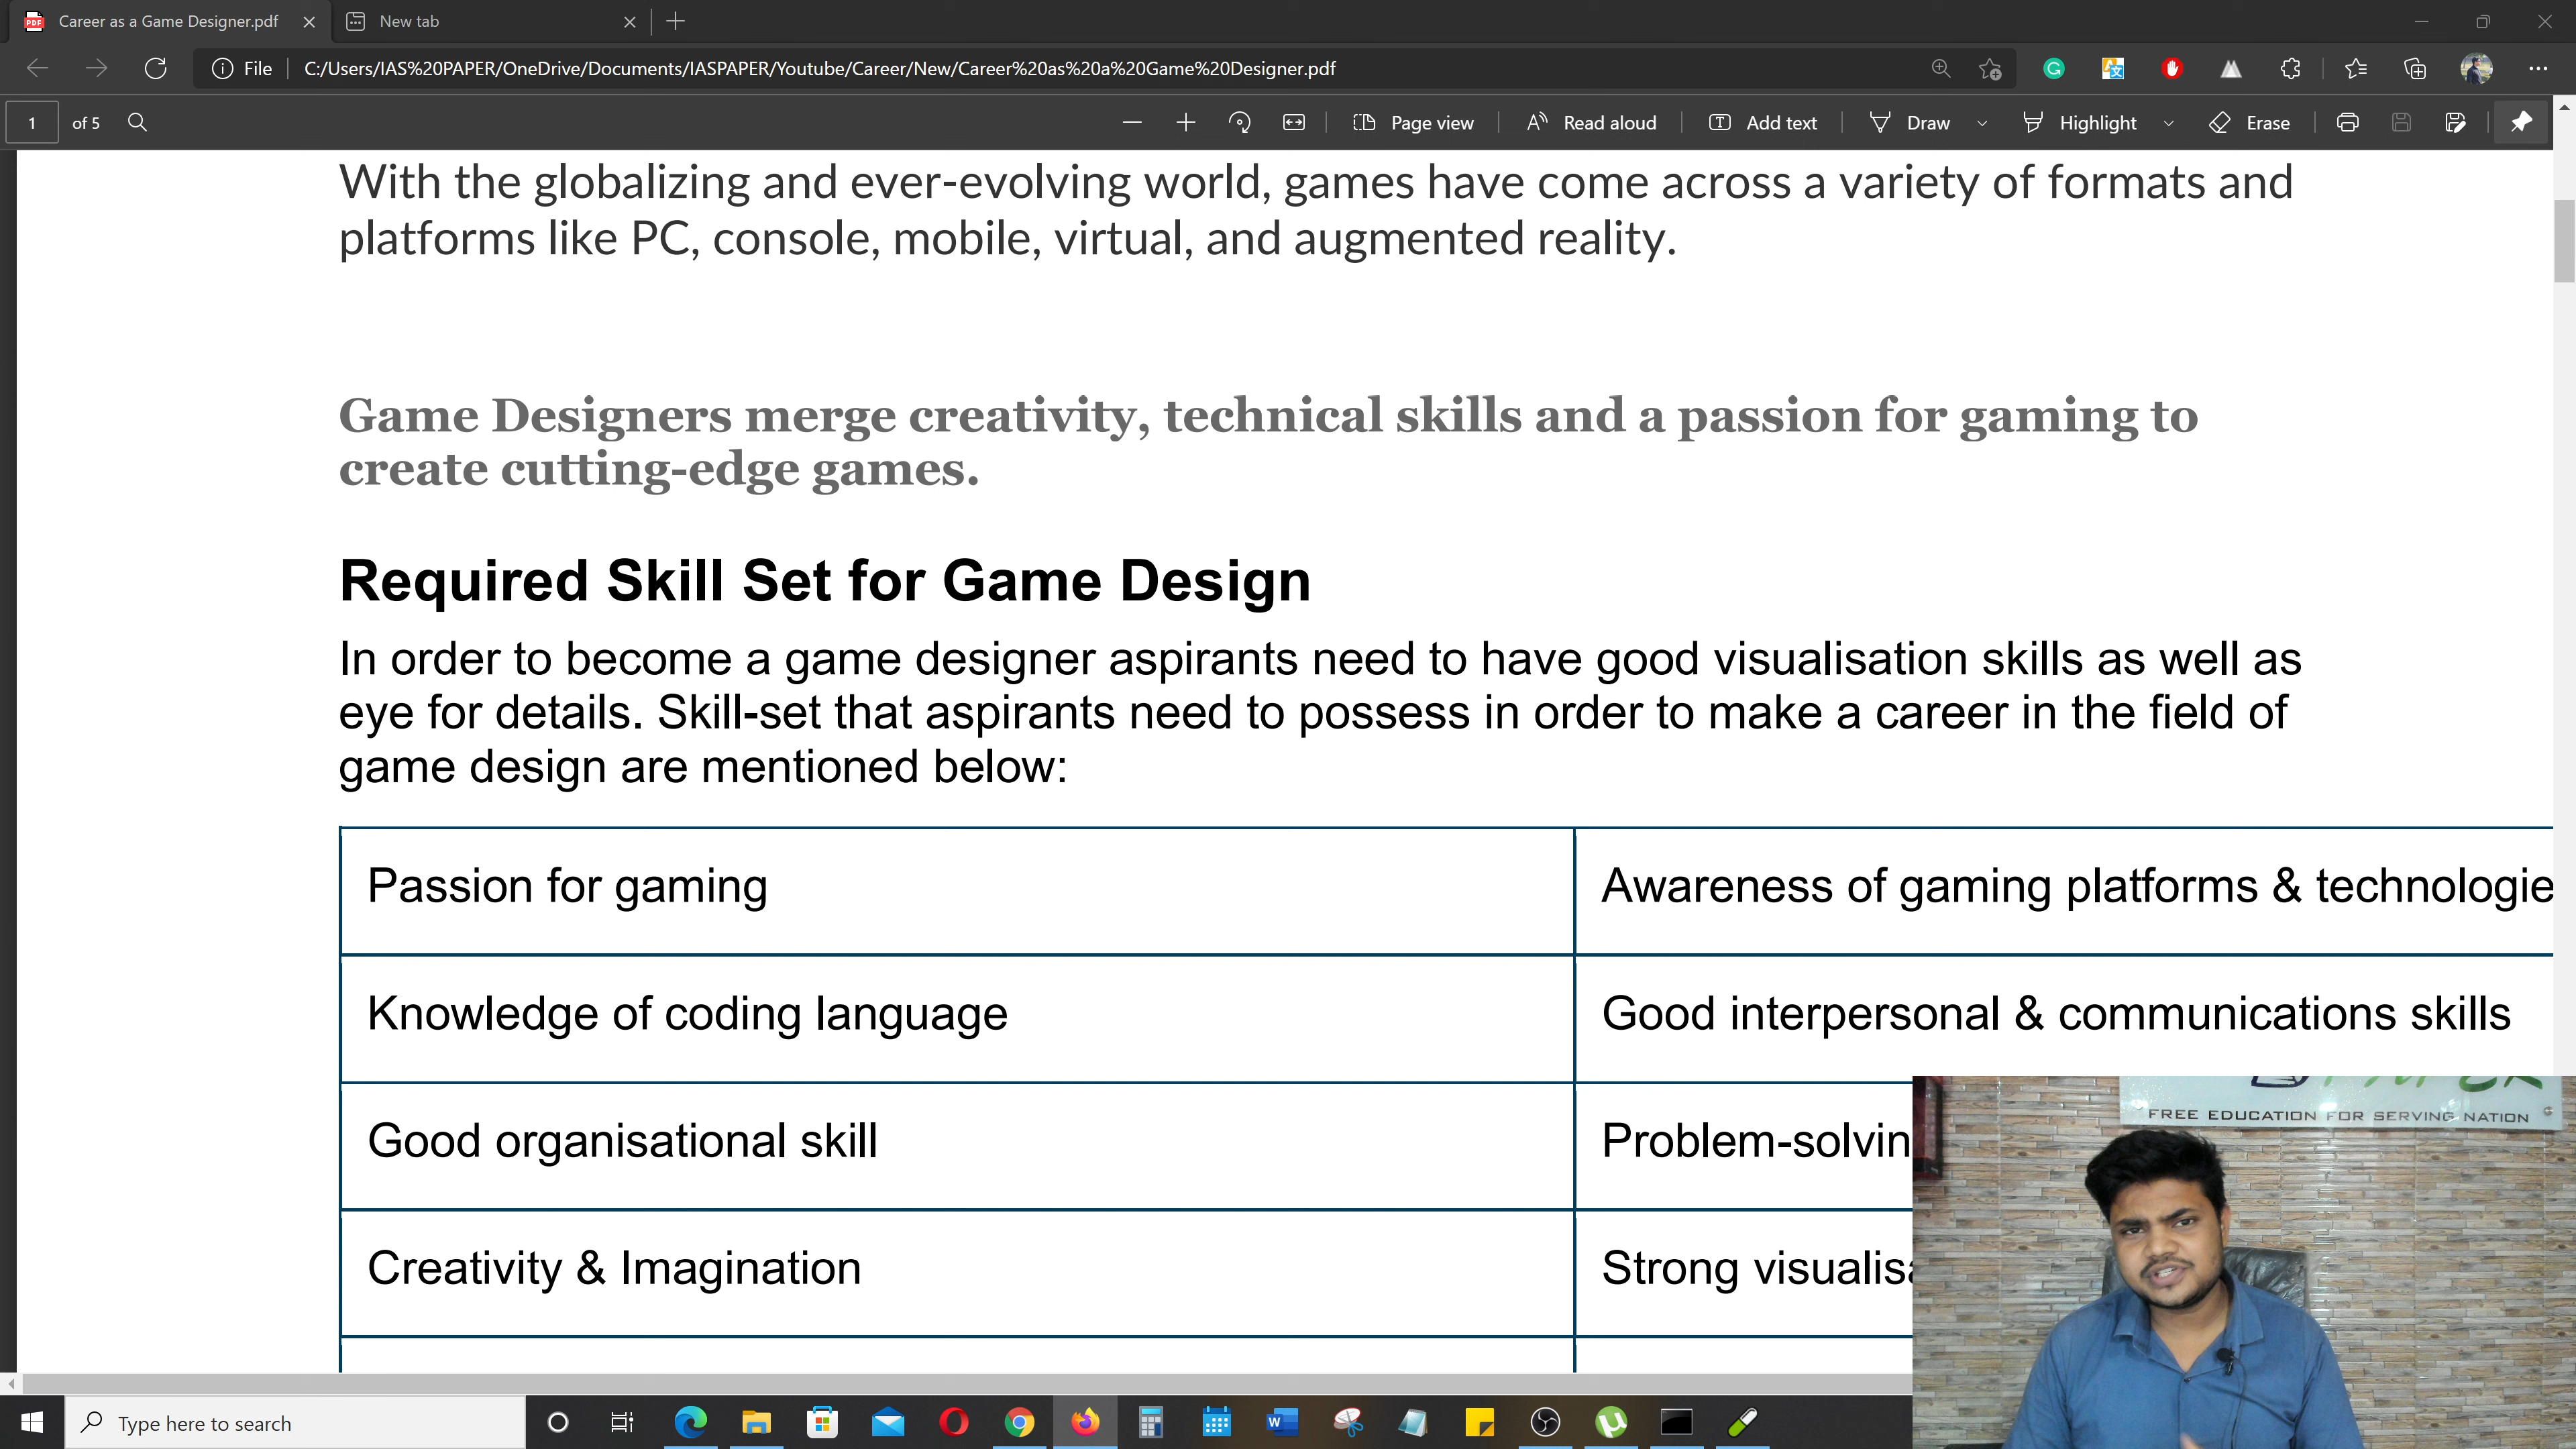 Career as a Game Designer.pdf
New tab
File
C:/Users/IAS%20PAPER/OneDrive/Documents/IASPAPER/Youtube/Career/New/Career%20as%20a%20Game%20Designer.pdf
1 of 5
Page view
Read aloud
Add text
Draw
Highlight
Erase
With the globalizing and ever-evolving world, games have come across a variety of formats and
platforms like PC, console, mobile, virtual, and augmented reality.
Game Designers merge creativity, technical skills and a passion for gaming to
create cutting-edge games.
Required Skill Set for Game Design
In order to become a game designer aspirants need to have good visualisation skills as well as
eye for details. Skill-set that aspirants need to possess in order to make a career in the field of
game design are mentioned below:
Passion for gaming
Awareness of gaming platforms & technologie
Knowledge of coding language
Good interpersonal & communications skills
Good organisational skill
Problem-solvin
Creativity & Imagination
Strong visualisa
FREE EDUCATION FOR SERVING NATION
Type here to search